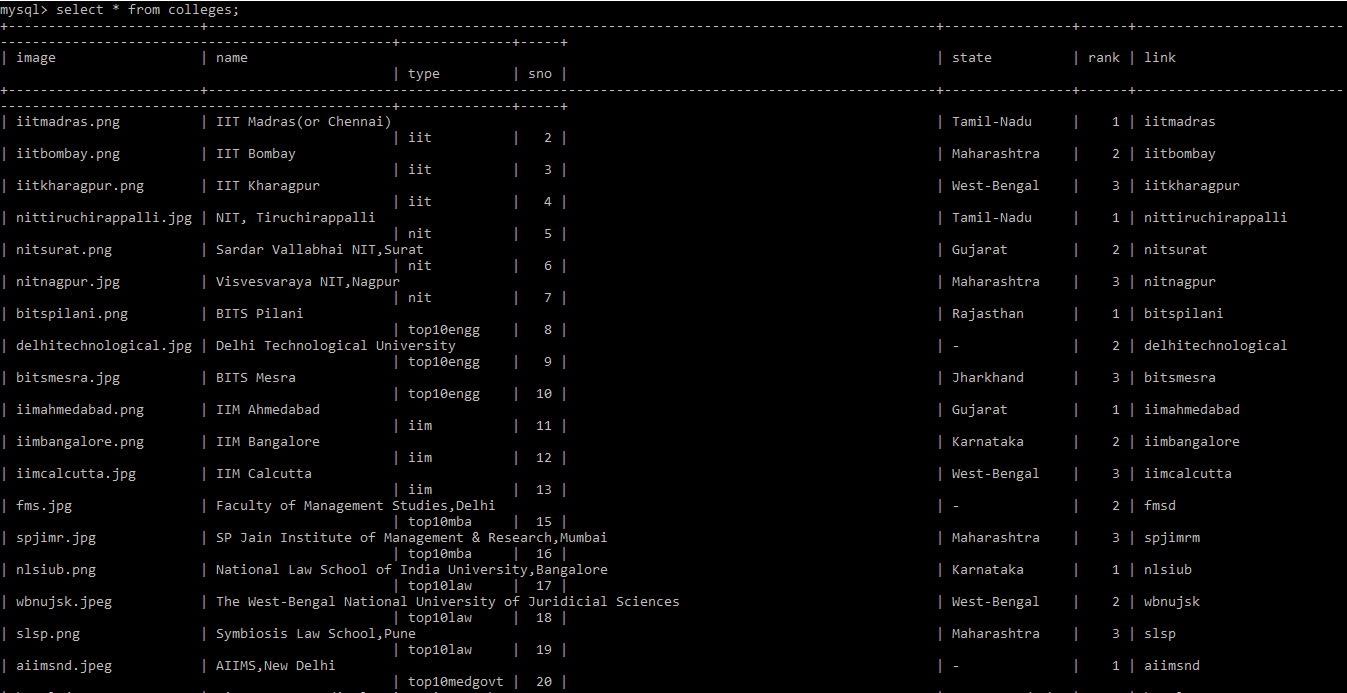 mysql> select * from colleges;
+------------------------+--------------------------------------------------------------------------------------------+----------------+------+--------------------------
-------------------------------------------------+--------------+-----+
| image | name | state | rank | link
| type | sno |
+------------------------+--------------------------------------------------------------------------------------------+----------------+------+--------------------------
-------------------------------------------------+--------------+-----+
| iitmadras.png | IIT Madras(or Chennai) | Tamil-Nadu | 1 | iitmadras
| iit | 2 |
| iitbombay.png | IIT Bombay | Maharashtra | 2 | iitbombay
| iit | 3 |
| iitkharagpur.png | IIT Kharagpur | West-Bengal | 3 | iitkharagpur
| iit | 4 |
| nittiruchirappalli.jpg | NIT, Tiruchirappalli | Tamil-Nadu | 1 | nittiruchirappalli
| nit | 5 |
| nitsurat.png | Sardar Vallabhai NIT,Surat | Gujarat | 2 | nitsurat
| nit | 6 |
| nitnagpur.jpg | Visvesvaraya NIT,Nagpur | Maharashtra | 3 | nitnagpur
| nit | 7 |
| bitspilani.png | BITS Pilani | Rajasthan | 1 | bitspilani
| top10engg | 8 |
| delhitechnological.jpg | Delhi Technological University | - | 2 | delhitechnological
| top10engg | 9 |
| bitsmesra.jpg | BITS Mesra | Jharkhand | 3 | bitsmesra
| top10engg | 10 |
| iimahmedabad.png | IIM Ahmedabad | Gujarat | 1 | iimahmedabad
| iim | 11 |
| iimbangalore.png | IIM Bangalore | Karnataka | 2 | iimbangalore
| iim | 12 |
| iimcalcutta.jpg | IIM Calcutta | West-Bengal | 3 | iimcalcutta
| iim | 13 |
| fms.jpg | Faculty of Management Studies,Delhi | - | 2 | fmsd
| top10mba | 15 |
| spjimr.jpg | SP Jain Institute of Management & Research,Mumbai | Maharashtra | 3 | spjimrm
| top10mba | 16 |
| nlsiub.png | National Law School of India University,Bangalore | Karnataka | 1 | nlsiub
| top10law | 17 |
| wbnujsk.jpeg | The West-Bengal National University of Juridicial Sciences | West-Bengal | 2 | wbnujsk
| top10law | 18 |
| slsp.png | Symbiosis Law School,Pune | Maharashtra | 3 | slsp
| top10law | 19 |
| aiimsnd.jpeg | AIIMS,New Delhi | - | 1 | aiimsnd
| top10medgovt | 20 |